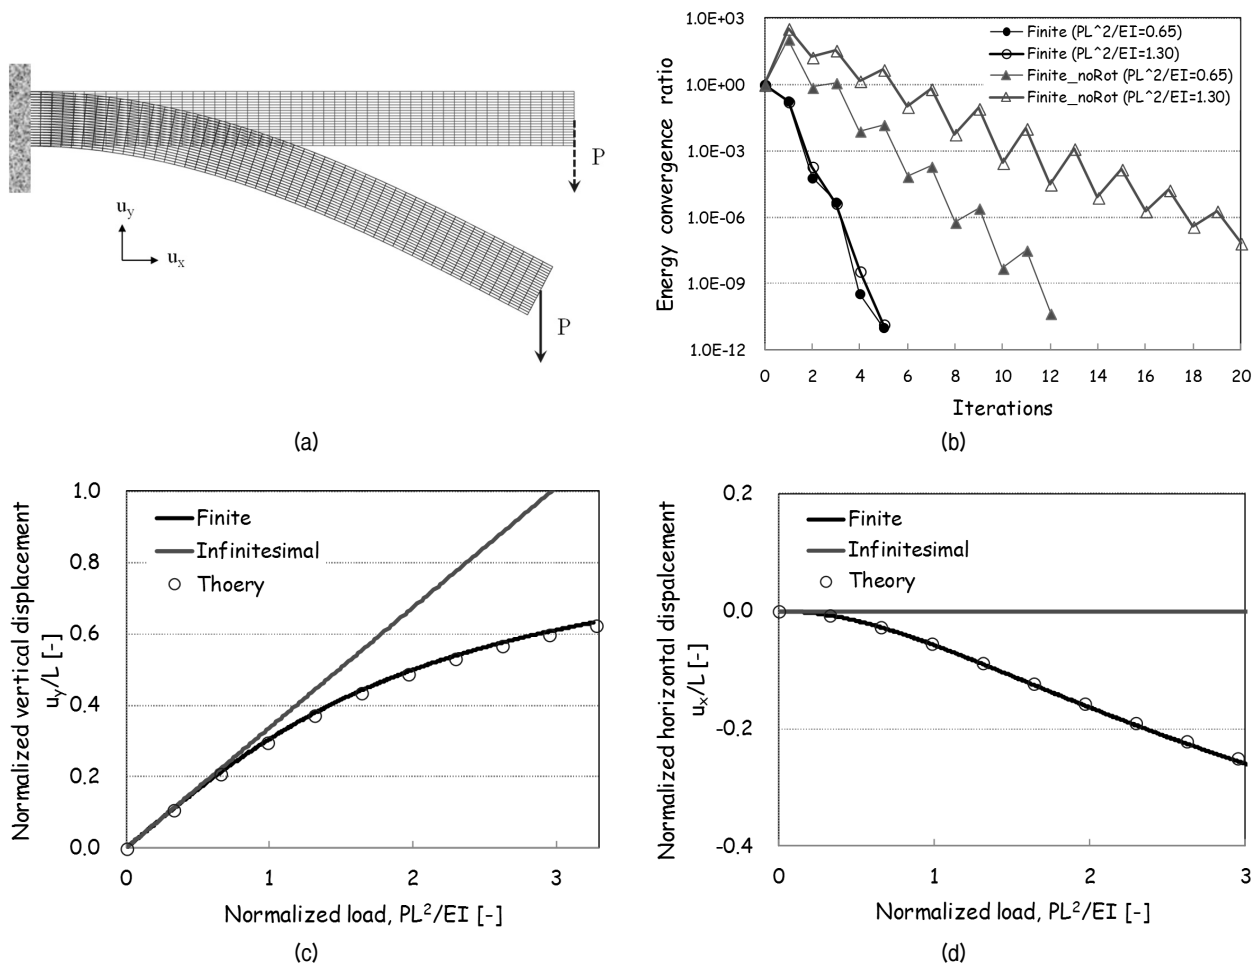 P
u_y
u_x
P
(a)
Energy convergence ratio
1.0E+03
1.0E+00
1.0E-03
1.0E-06
1.0E-09
1.0E-12
Finite (PL^2/EI=0.65)
Finite (PL^2/EI=1.30)
Finite_noRot (PL^2/EI=0.65)
Finite_noRot (PL^2/EI=1.30)
0 2 4 6 8 10 12 14 16 18 20
Iterations
(b)
Normalized vertical displacement
u_y/L [-]
1.0
0.8
0.6
0.4
0.2
0.0
Finite
Infinitesimal
Thoery
0 1 2 3
Normalized load, PL²/EI [-]
(c)
Normalized horizontal dispalcement
u_x/L [-]
0.2
0.0
-0.2
-0.4
Finite
Infinitesimal
Theory
0 1 2 3
Normalized load, PL²/EI [-]
(d)